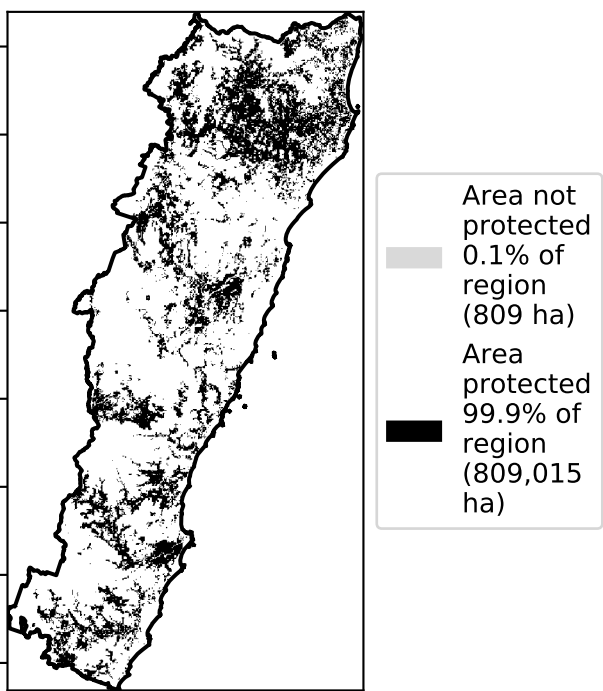 Area not
protected
0.1% of
region
(809 ha)
Area
protected
99.9% of
region
(809,015
ha)